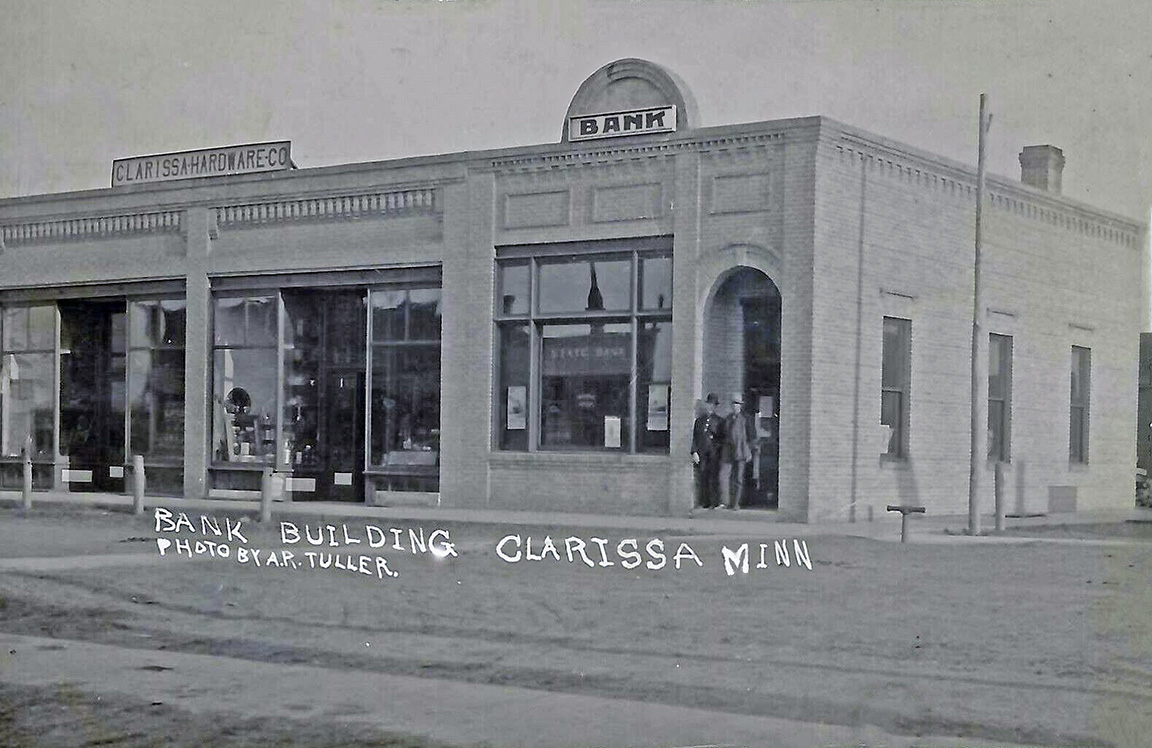 CLARISSA·HARDWARE·CO
BANK
STATE BANK
BANK BUILDING CLARISSA MINN
PHOTO BY A.R. TULLER.